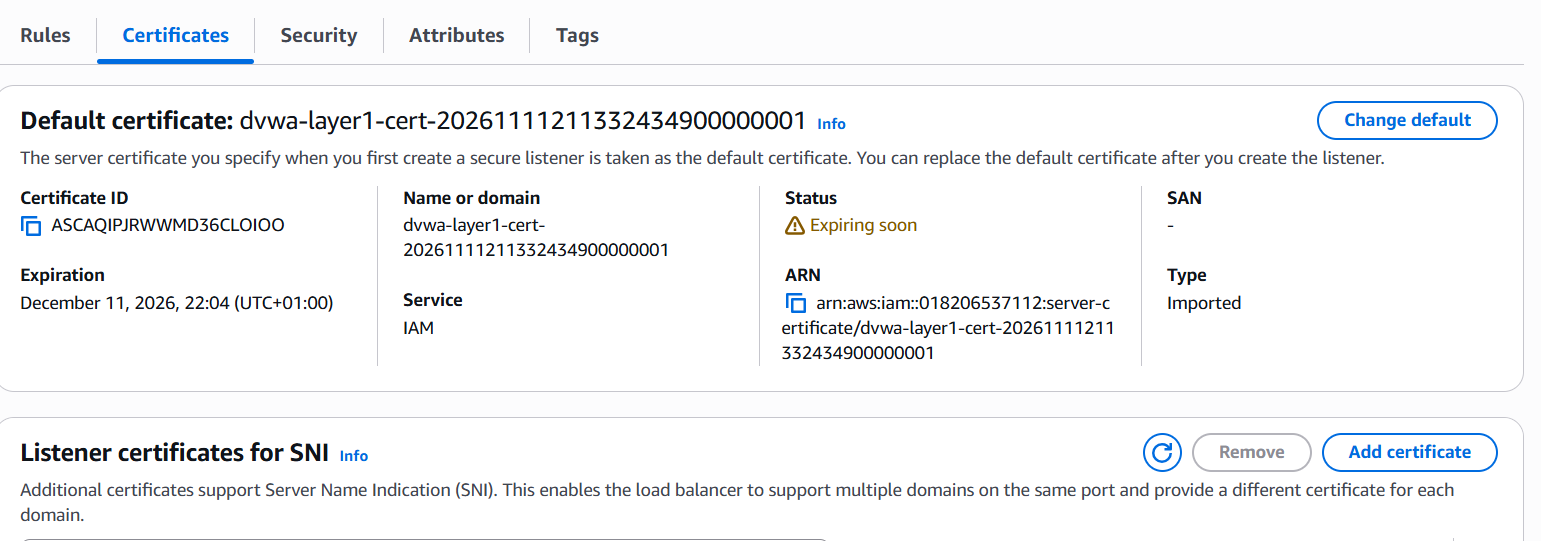 Rules Certificates Security Attributes Tags
Default certificate: dvwa-layer1-cert-20261111211332434900000001 Info
Change default
The server certificate you specify when you first create a secure listener is taken as the default certificate. You can replace the default certificate after you create the listener.
Certificate ID
ASCAQIPJRWWMD36CLOIOO
Expiration
December 11, 2026, 22:04 (UTC+01:00)
Name or domain
dvwa-layer1-cert-
20261111211332434900000001
Service
IAM
Status
Expiring soon
ARN
arn:aws:iam::018206537112:server-c
ertificate/dvwa-layer1-cert-20261111211
332434900000001
SAN
-
Type
Imported
Listener certificates for SNI Info
Remove
Add certificate
Additional certificates support Server Name Indication (SNI). This enables the load balancer to support multiple domains on the same port and provide a different certificate for each
domain.